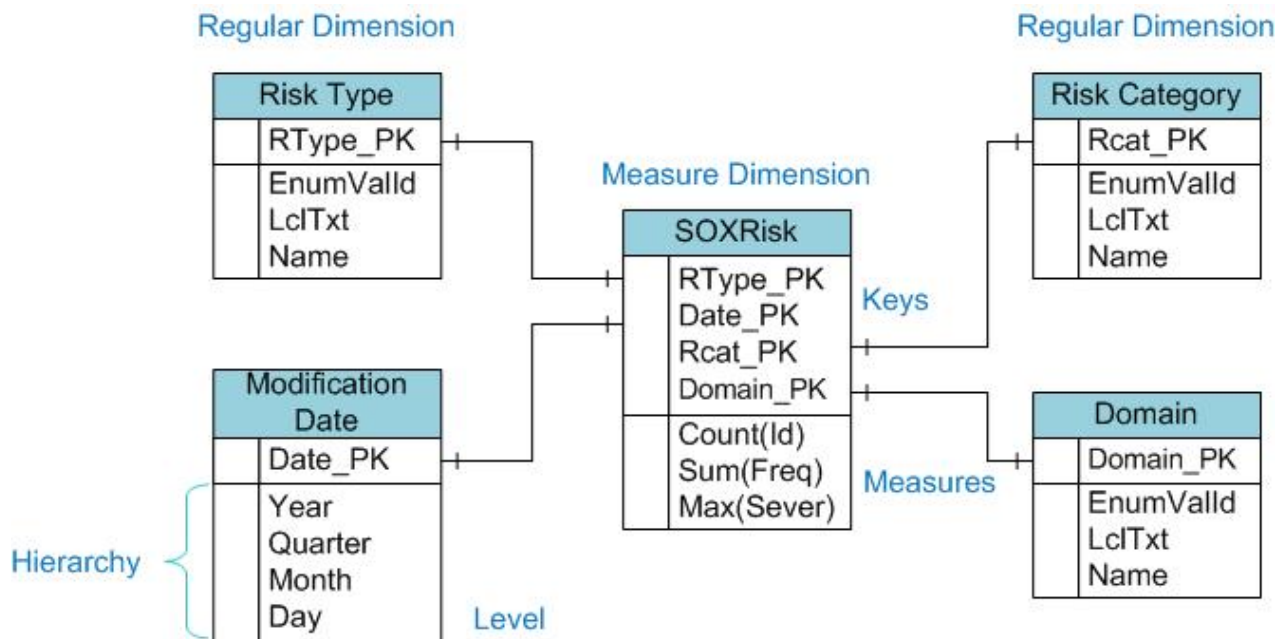 Regular Dimension
Risk Type
RType_PK
EnumValId
LclTxt
Name
Modification
Date
Date_PK
Year
Quarter
Month
Day
Hierarchy
Level
Measure Dimension
SOXRisk
RType_PK
Date_PK
Rcat_PK
Domain_PK
Count(Id)
Sum(Freq)
Max(Sever)
Keys
Measures
Regular Dimension
Risk Category
Rcat_PK
EnumValId
LclTxt
Name
Domain
Domain_PK
EnumValId
LclTxt
Name